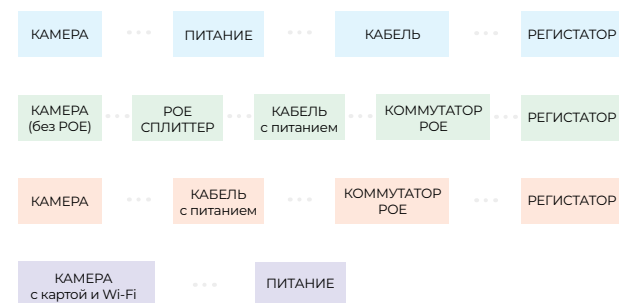 КАМЕРА ПИТАНИЕ КАБЕЛЬ РЕГИСТАТОР
КАМЕРА
(без POE)
POE
СПЛИТТЕР
КАБЕЛЬ
с питанием
КОММУТАТОР
POE
РЕГИСТАТОР
КАМЕРА
КАБЕЛЬ
с питанием
КОММУТАТОР
POE
РЕГИСТАТОР
КАМЕРА
с картой и Wi-Fi
ПИТАНИЕ